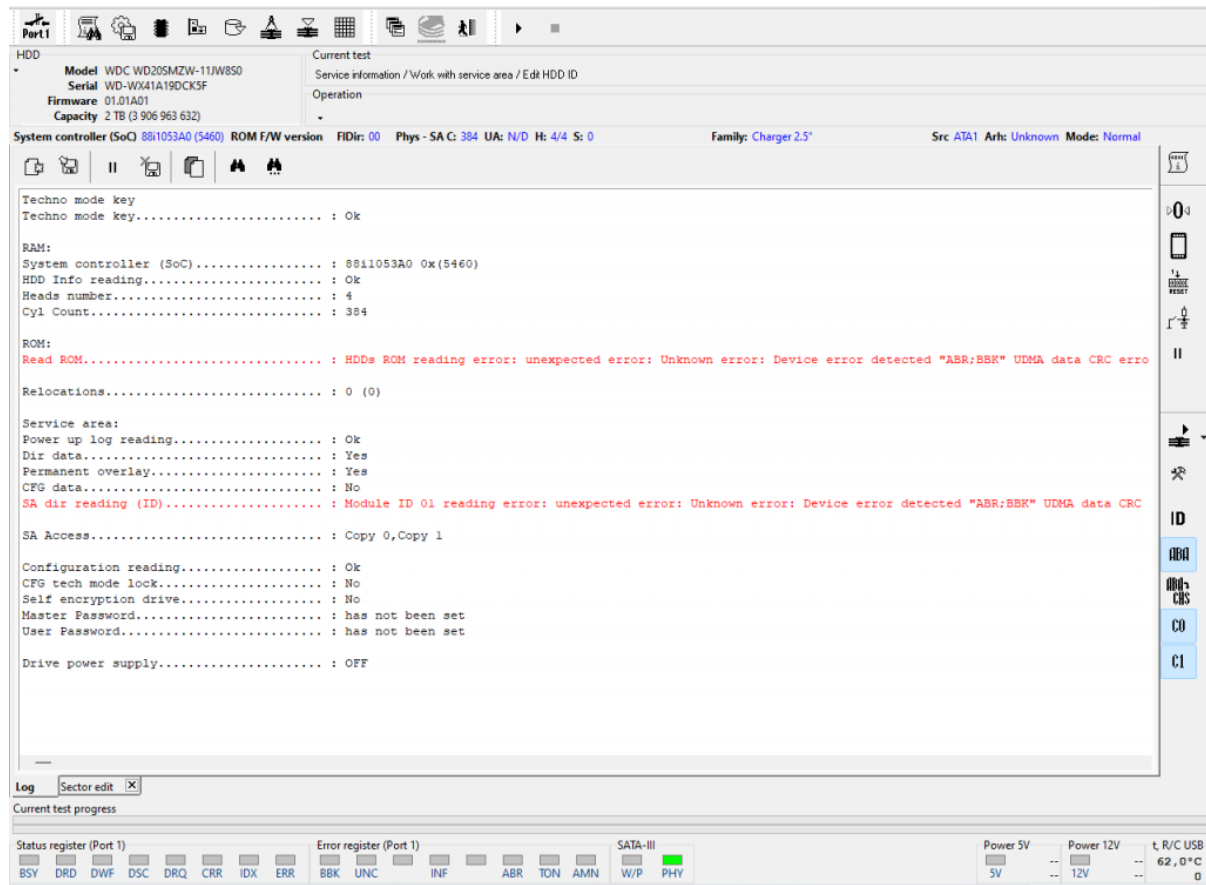 Port1
HDD
Model WDC WD20SMZW-11JW8S0
Serial WD-WX41A19DCK5F
Firmware 01.01A01
Capacity 2 TB (3 906 963 632)
Current test
Service information / Work with service area / Edit HDD ID
Operation
System controller (SoC) 88i1053A0 (5460) ROM F/W version FlDir: 00 Phys - SA C: 384 UA: N/D H: 4/4 S: 0 Family: Charger 2.5" Src ATA1 Arh: Unknown Mode: Normal
Techno mode key
Techno mode key......................... : Ok
RAM:
System controller (SoC)................. : 88i1053A0 0x(5460)
HDD Info reading........................ : Ok
Heads number............................ : 4
Cyl Count............................... : 384
ROM:
Read ROM................................ : HDDs ROM reading error: unexpected error: Unknown error: Device error detected "ABR;BBK" UDMA data CRC erro
Relocations............................. : 0 (0)
Service area:
Power up log reading.................... : Ok
Dir data................................ : Yes
Permanent overlay....................... : Yes
CFG data................................ : No
SA dir reading (ID)..................... : Module ID 01 reading error: unexpected error: Unknown error: Device error detected "ABR;BBK" UDMA data CRC
SA Access............................... : Copy 0,Copy 1
Configuration reading................... : Ok
CFG tech mode lock...................... : No
Self encryption drive................... : No
Master Password......................... : has not been set
User Password........................... : has not been set
Drive power supply...................... : OFF
0
RESET
ID
ABA
ABA
CHS
C0
C1
Log Sector edit
Current test progress
Status register (Port 1)
BSY DRD DWF DSC DRQ CRR IDX ERR
Error register (Port 1)
BBK UNC INF ABR TON AMN
SATA-III
W/P PHY
Power 5V
5V --
--
Power 12V
12V --
--
t, R/C USB
62,0°C
0